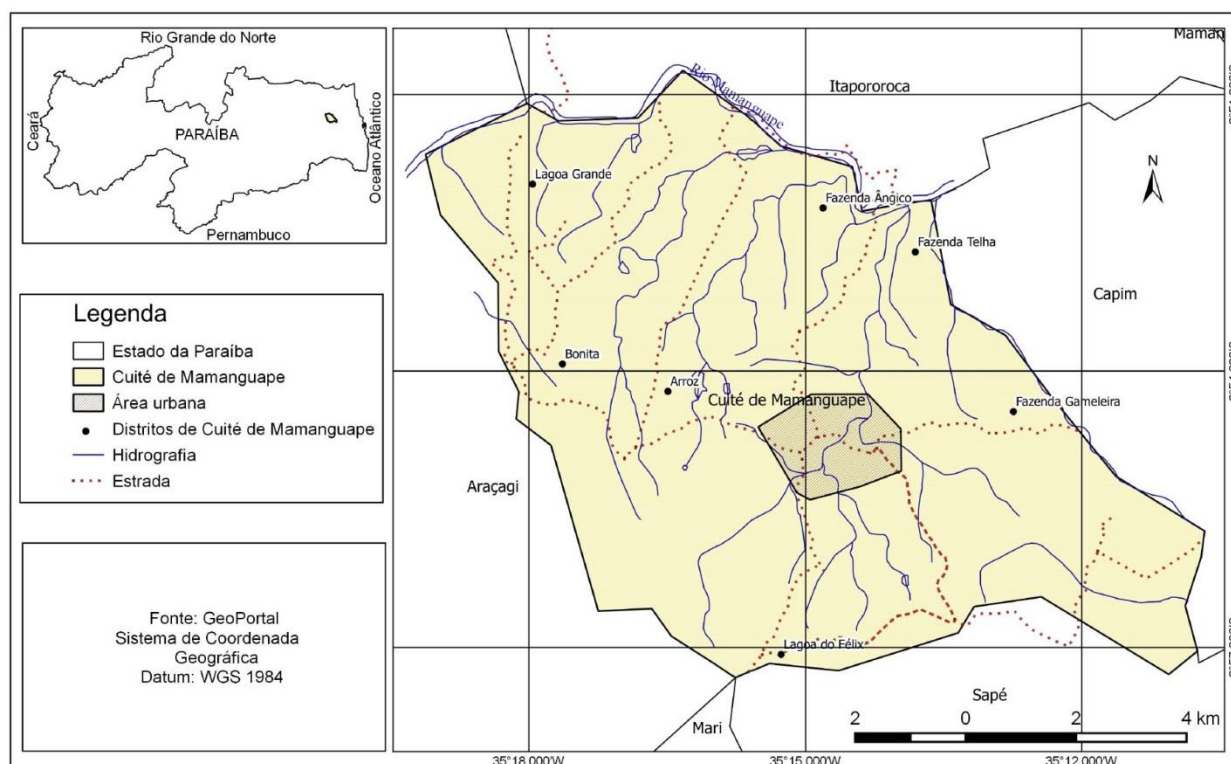 Rio Grande do Norte
Ceará
PARAÍBA
Oceano Atlântico
Pernambuco
Legenda
Estado da Paraíba
Cuité de Mamanguape
Área urbana
Distritos de Cuité de Mamanguape
Hidrografia
Estrada
Fonte: GeoPortal
Sistema de Coordenada
Geográfica
Datum: WGS 1984
Rio Mamanguape
Itapororoca
N
Lagoa Grande
Fazenda Ângico
Fazenda Telha
Capim
Bonita
Arroz
Cuité de Mamanguape
Fazenda Gameleira
Araçagi
Lagoa do Félix
Sapé
Mari
2 0 2 4 km
35°18.000'W 35°15.000'W 35°12.000'W